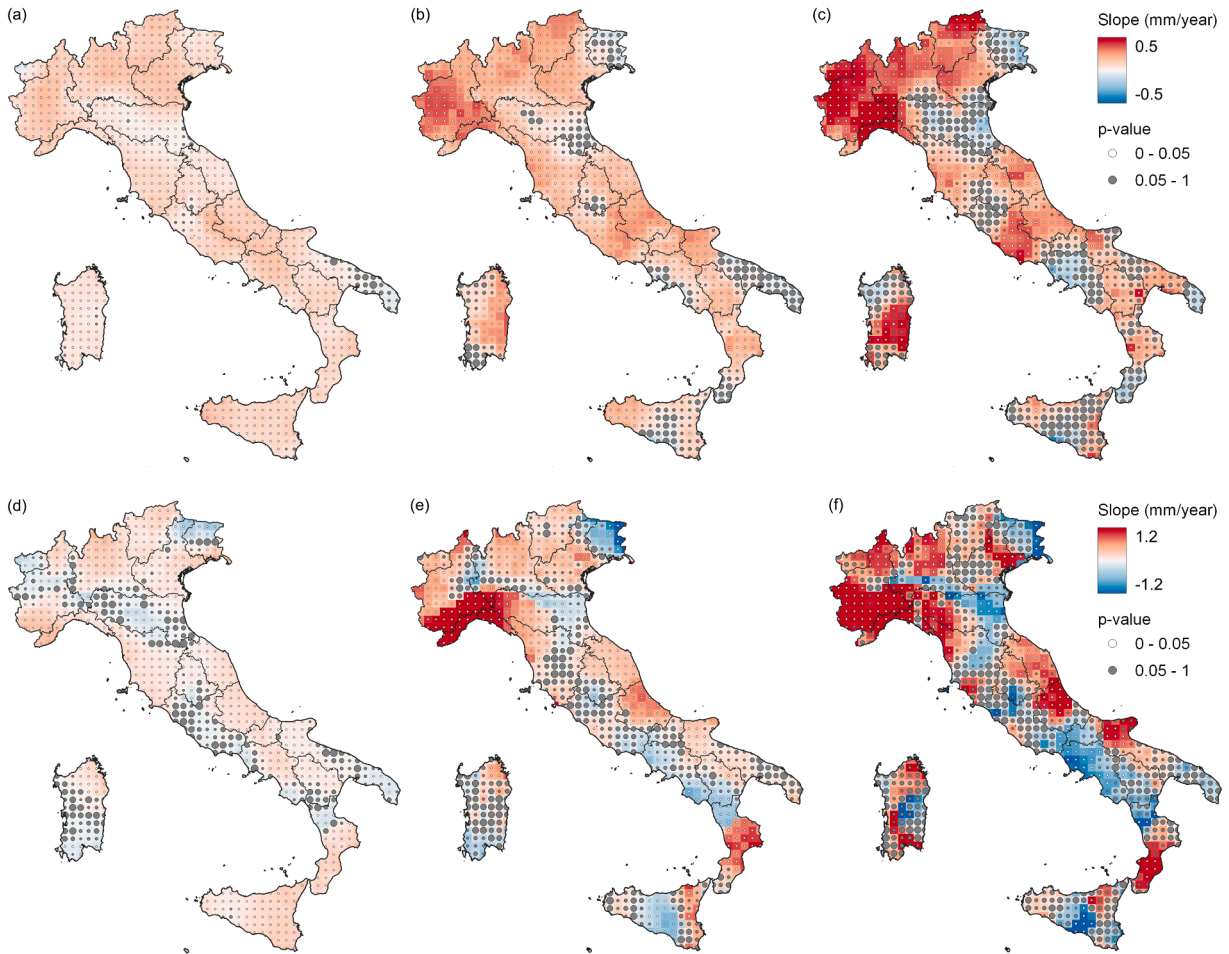 (a)
(b)
(c)
Slope (mm/year)
0.5
-0.5
p-value
0 - 0.05
0.05 - 1
(d)
(e)
(f)
Slope (mm/year)
1.2
-1.2
p-value
0 - 0.05
0.05 - 1